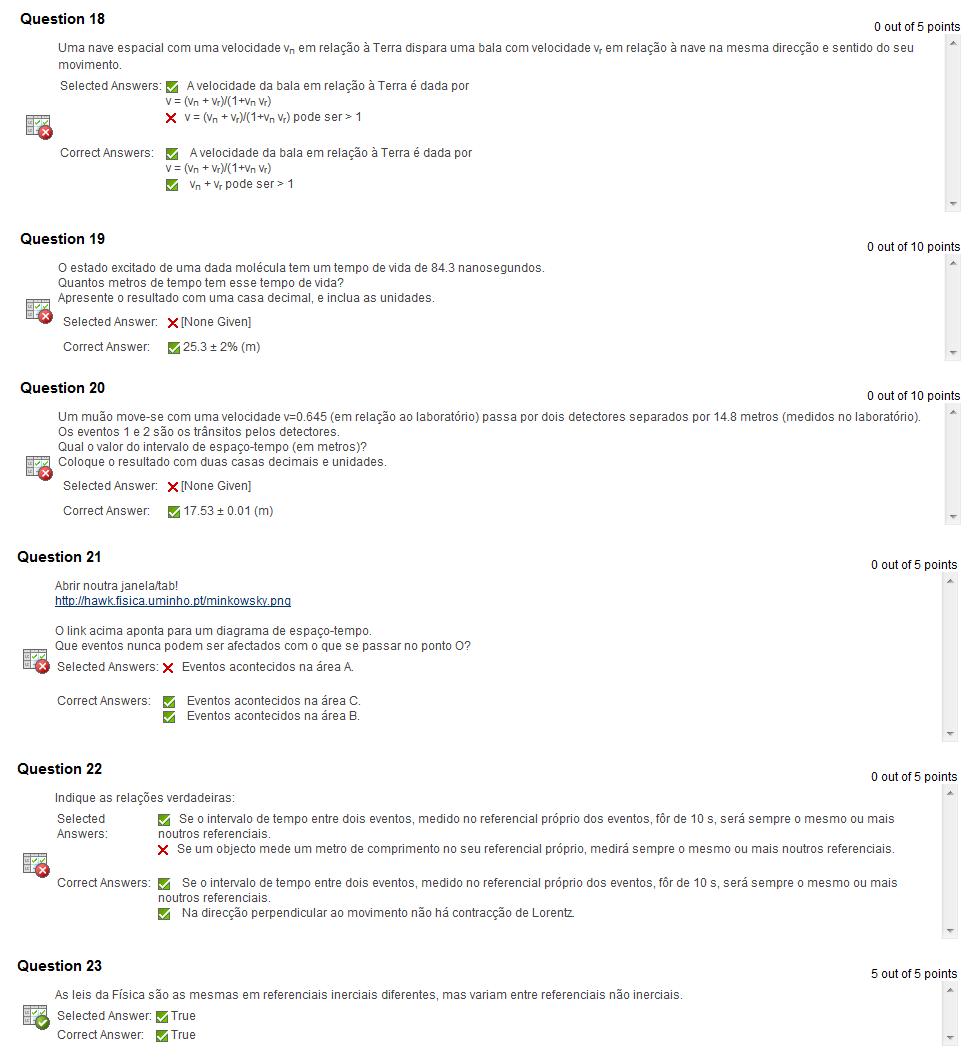 Question 18
0 out of 5 points
Uma nave espacial com uma velocidade vn em relação à Terra dispara uma bala com velocidade vr em relação à nave na mesma direcção e sentido do seu
movimento.
Selected Answers: A velocidade da bala em relação à Terra é dada por
v = (vn + vr)/(1+vn vr)
v = (vn + vr)/(1+vn vr) pode ser > 1
Correct Answers: A velocidade da bala em relação à Terra é dada por
v = (vn + vr)/(1+vn vr)
vn + vr pode ser > 1
Question 19
0 out of 10 points
O estado excitado de uma dada molécula tem um tempo de vida de 84.3 nanosegundos.
Quantos metros de tempo tem esse tempo de vida?
Apresente o resultado com uma casa decimal, e inclua as unidades.
Selected Answer: [None Given]
Correct Answer: 25.3 ± 2% (m)
Question 20
0 out of 10 points
Um muão move-se com uma velocidade v=0.645 (em relação ao laboratório) passa por dois detectores separados por 14.8 metros (medidos no laboratório).
Os eventos 1 e 2 são os trânsitos pelos detectores.
Qual o valor do intervalo de espaço-tempo (em metros)?
Coloque o resultado com duas casas decimais e unidades.
Selected Answer: [None Given]
Correct Answer: 17.53 ± 0.01 (m)
Question 21
0 out of 5 points
Abrir noutra janela/tab!
http://hawk.fisica.uminho.pt/minkowsky.png
O link acima aponta para um diagrama de espaço-tempo.
Que eventos nunca podem ser afectados com o que se passar no ponto O?
Selected Answers: Eventos acontecidos na área A.
Correct Answers: Eventos acontecidos na área C.
Eventos acontecidos na área B.
Question 22
0 out of 5 points
Indique as relações verdadeiras:
Selected Answers: Se o intervalo de tempo entre dois eventos, medido no referencial próprio dos eventos, fôr de 10 s, será sempre o mesmo ou mais
noutros referenciais.
Se um objecto mede um metro de comprimento no seu referencial próprio, medirá sempre o mesmo ou mais noutros referenciais.
Correct Answers: Se o intervalo de tempo entre dois eventos, medido no referencial próprio dos eventos, fôr de 10 s, será sempre o mesmo ou mais
noutros referenciais.
Na direcção perpendicular ao movimento não há contracção de Lorentz.
Question 23
5 out of 5 points
As leis da Física são as mesmas em referenciais inerciais diferentes, mas variam entre referenciais não inerciais.
Selected Answer: True
Correct Answer: True